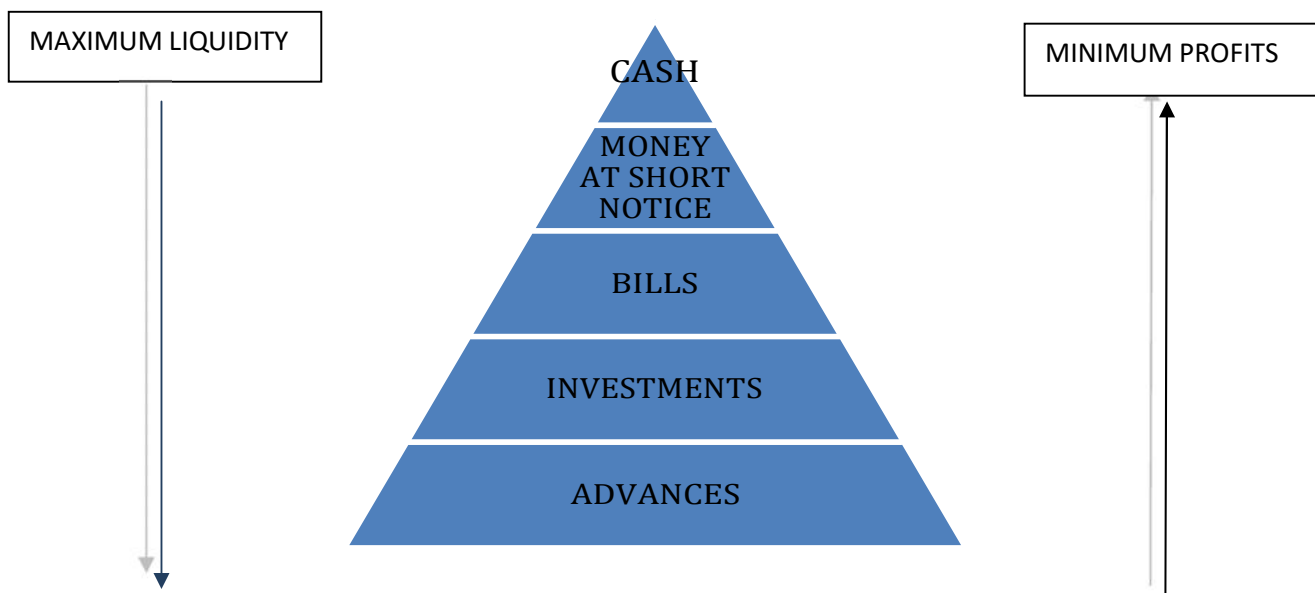 MAXIMUM LIQUIDITY
MINIMUM PROFITS
CASH
MONEY
AT SHORT
NOTICE
BILLS
INVESTMENTS
ADVANCES